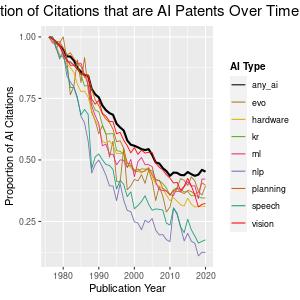 tion of Citations that are AI Patents Over Time
Proportion of AI Citations
1.00
0.75
0.50
0.25
1980
1990
2000
2010
2020
Publication Year
AI Type
any_ai
evo
hardware
kr
ml
nlp
planning
speech
vision